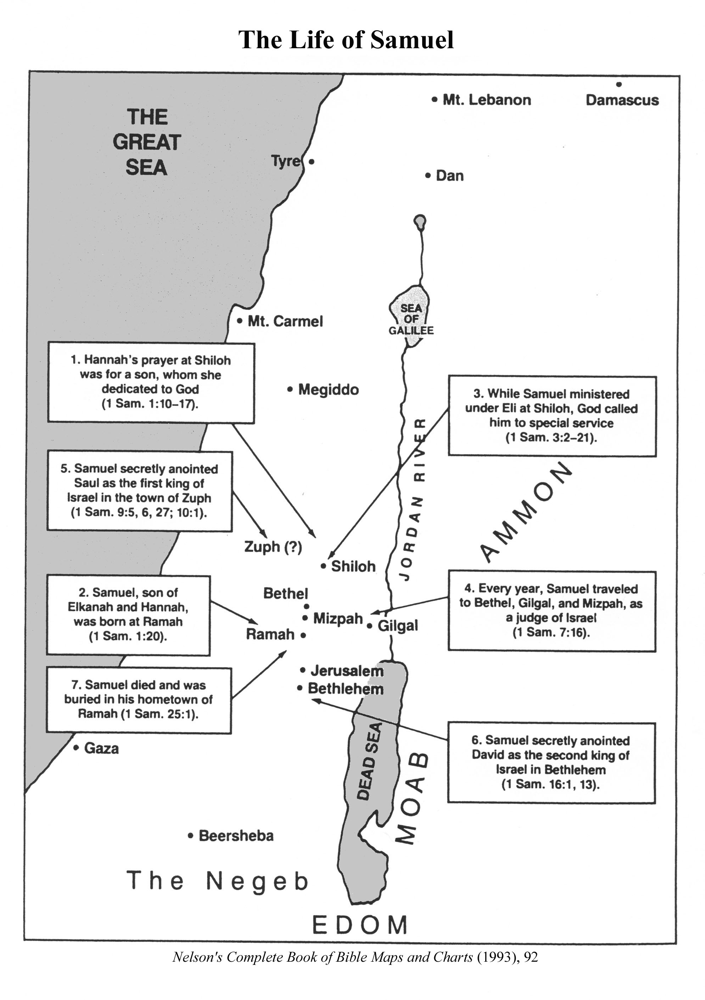 The Life of Samuel
Mt. Lebanon
Damascus
THE
GREAT
SEA
Tyre
Dan
SEA
OF
GALILEE
Mt. Carmel
1. Hannah's prayer at Shiloh
was for a son, whom she
dedicated to God
(1 Sam. 1:10–17).
Megiddo
3. While Samuel ministered
under Eli at Shiloh, God called
him to special service
(1 Sam. 3:2–21).
JORDAN RIVER
AMMON
5. Samuel secretly anointed
Saul as the first king of
Israel in the town of Zuph
(1 Sam. 9:5, 6, 27; 10:1).
Zuph (?)
Shiloh
2. Samuel, son of
Elkanah and Hannah,
was born at Ramah
(1 Sam. 1:20).
Bethel
Mizpah
Gilgal
Ramah
4. Every year, Samuel traveled
to Bethel, Gilgal, and Mizpah, as
a judge of Israel
(1 Sam. 7:16).
7. Samuel died and was
buried in his hometown of
Ramah (1 Sam. 25:1).
Jerusalem
Bethlehem
DEAD SEA
MOAB
6. Samuel secretly anointed
David as the second king of
Israel in Bethlehem
(1 Sam. 16:1, 13).
Gaza
Beersheba
The Negeb
EDOM
Nelson's Complete Book of Bible Maps and Charts (1993), 92